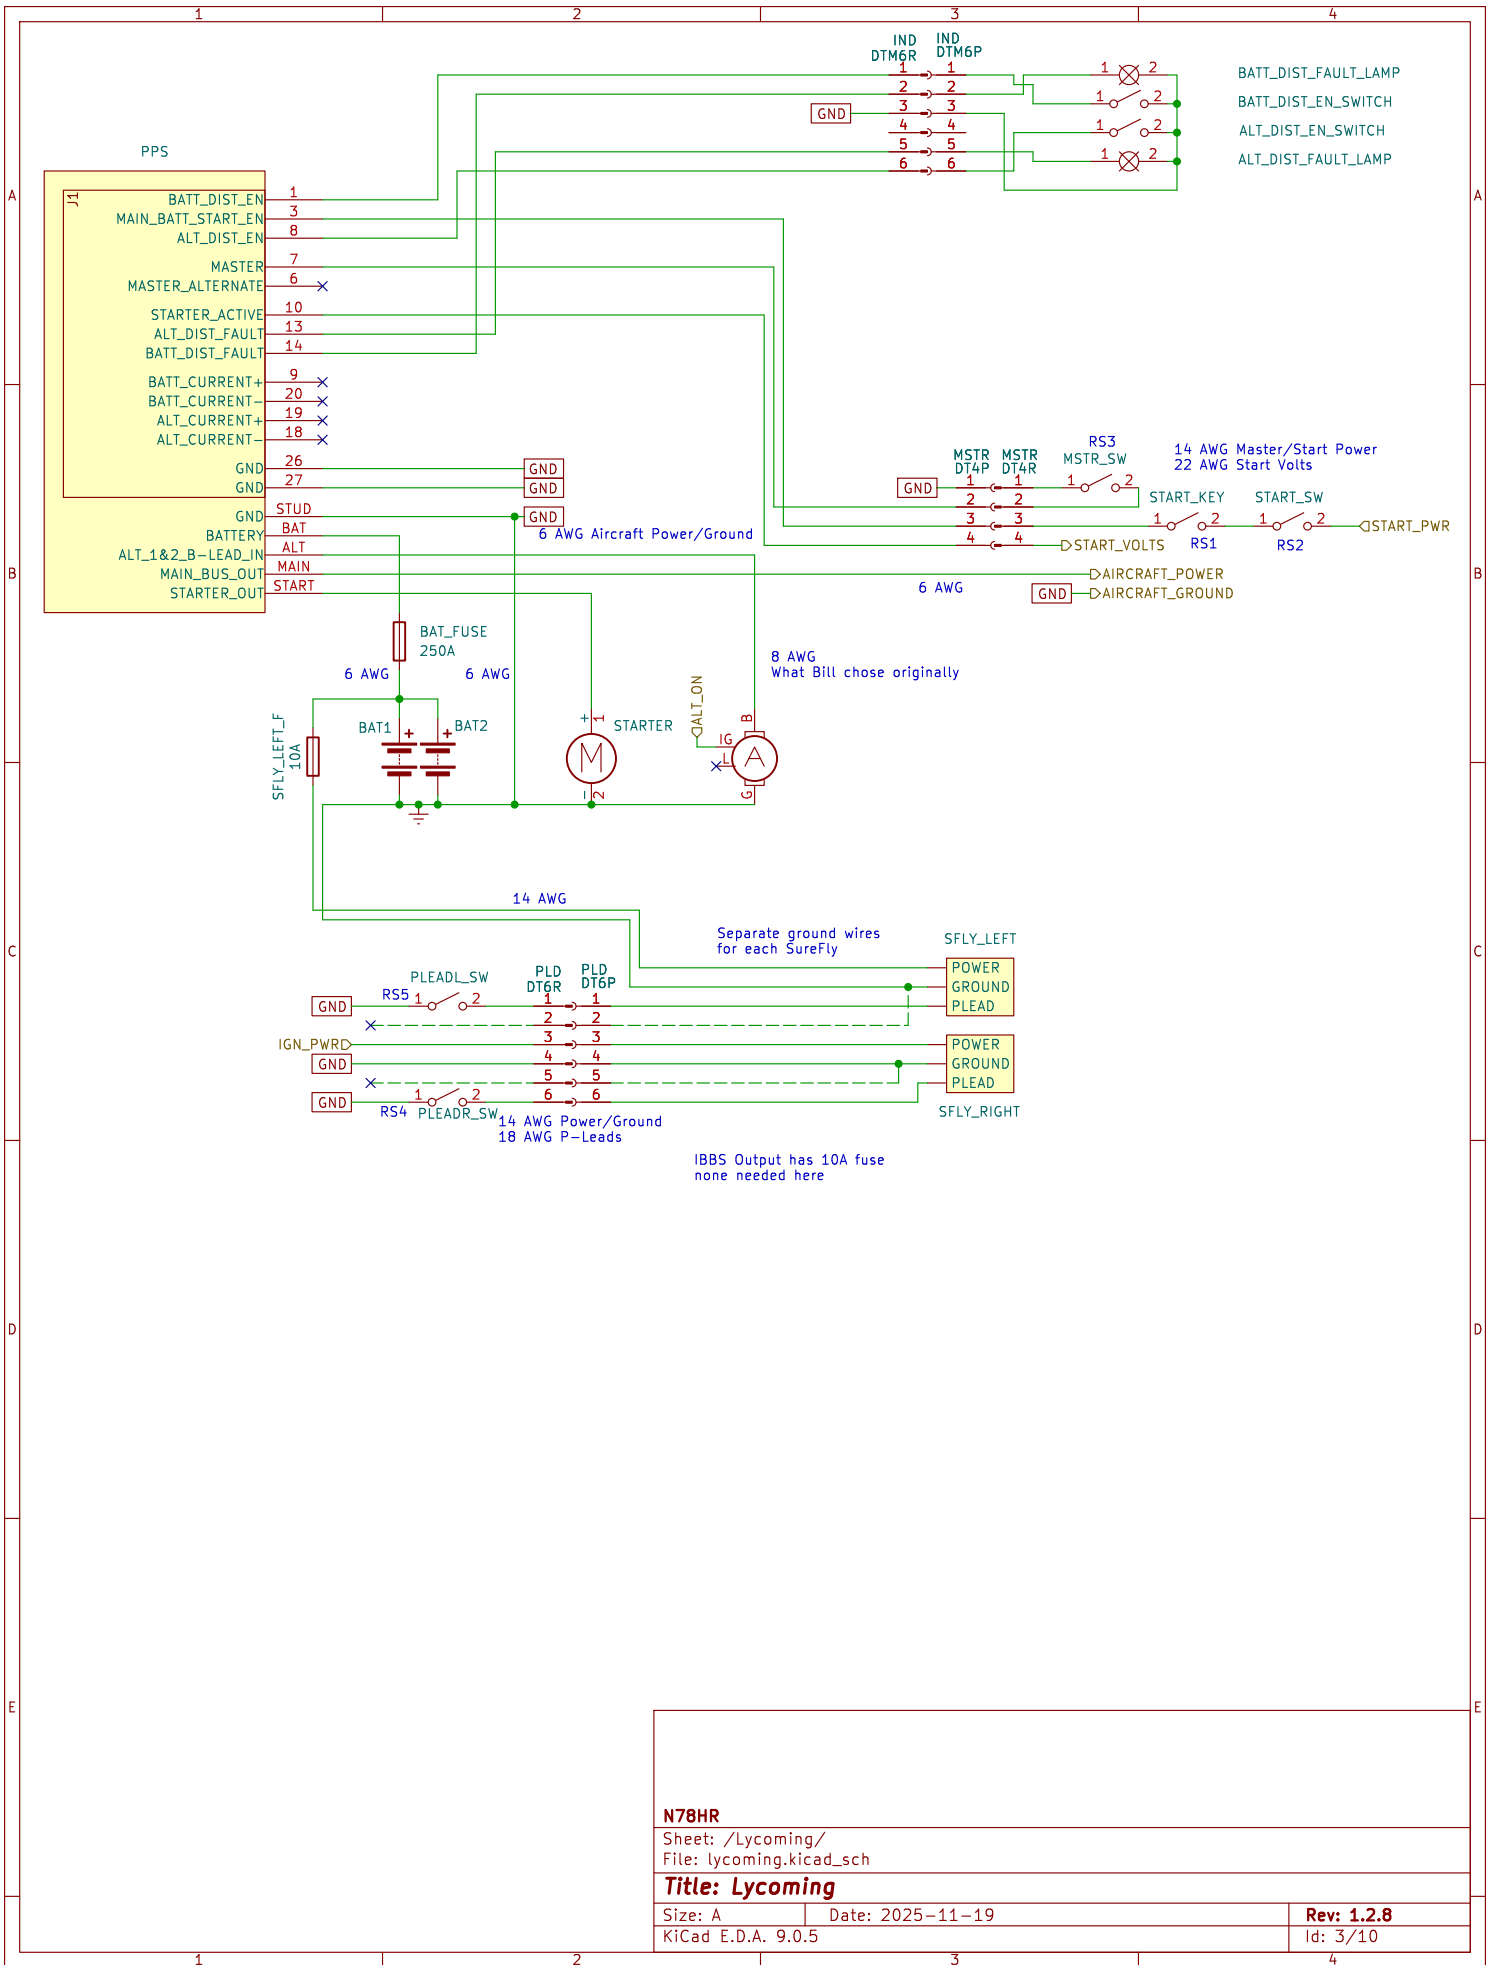 1 2 3 4
IND IND
DTM6R DTM6P
1 1 1 2 BATT_DIST_FAULT_LAMP
2 2 1 2 BATT_DIST_EN_SWITCH
GND 3 3
4 4 1 2 ALT_DIST_EN_SWITCH
5 5 1 2 ALT_DIST_FAULT_LAMP
6 6
PPS
J1
A A
BATT_DIST_EN 1
MAIN_BATT_START_EN 3
ALT_DIST_EN 8
MASTER 7
MASTER_ALTERNATE 6
STARTER_ACTIVE 10
ALT_DIST_FAULT 13
BATT_DIST_FAULT 14
BATT_CURRENT+ 9
BATT_CURRENT- 20
ALT_CURRENT+ 19
ALT_CURRENT- 18
GND 26 GND
GND 27 GND
GND STUD GND
BATTERY BAT
ALT_1&2_B-LEAD_IN ALT
MAIN_BUS_OUT MAIN
STARTER_OUT START
6 AWG Aircraft Power/Ground
RS3
MSTR MSTR MSTR_SW
DT4P DT4R
14 AWG Master/Start Power
22 AWG Start Volts
GND 1 1 1 2
2 2 START_KEY START_SW
3 3 1 2 1 2 START_PWR
4 4 START_VOLTS RS1 RS2
B B
AIRCRAFT_POWER
6 AWG
GND AIRCRAFT_GROUND
BAT_FUSE
250A
6 AWG 6 AWG
8 AWG
What Bill chose originally
SFLY_LEFT_F
10A
BAT1 + BAT2 +
+ 1 STARTER
M
- 2
ALT_ON
B
IG
L
A
G
14 AWG
Separate ground wires
for each SureFly
C C
SFLY_LEFT
POWER
GROUND
PLEAD
PLD PLD
DT6R DT6P
PLEADL_SW
GND RS5 1 2 1 1
2 2
IGN_PWR 3 3
GND 4 4
5 5
GND 1 2 6 6
RS4 PLEADR_SW
POWER
GROUND
PLEAD
SFLY_RIGHT
14 AWG Power/Ground
18 AWG P-Leads
IBBS Output has 10A fuse
none needed here
D D
E E
N78HR
Sheet: /Lycoming/
File: lycoming.kicad_sch
Title: Lycoming
Size: A Date: 2025-11-19 Rev: 1.2.8
KiCad E.D.A. 9.0.5 Id: 3/10
1 2 3 4